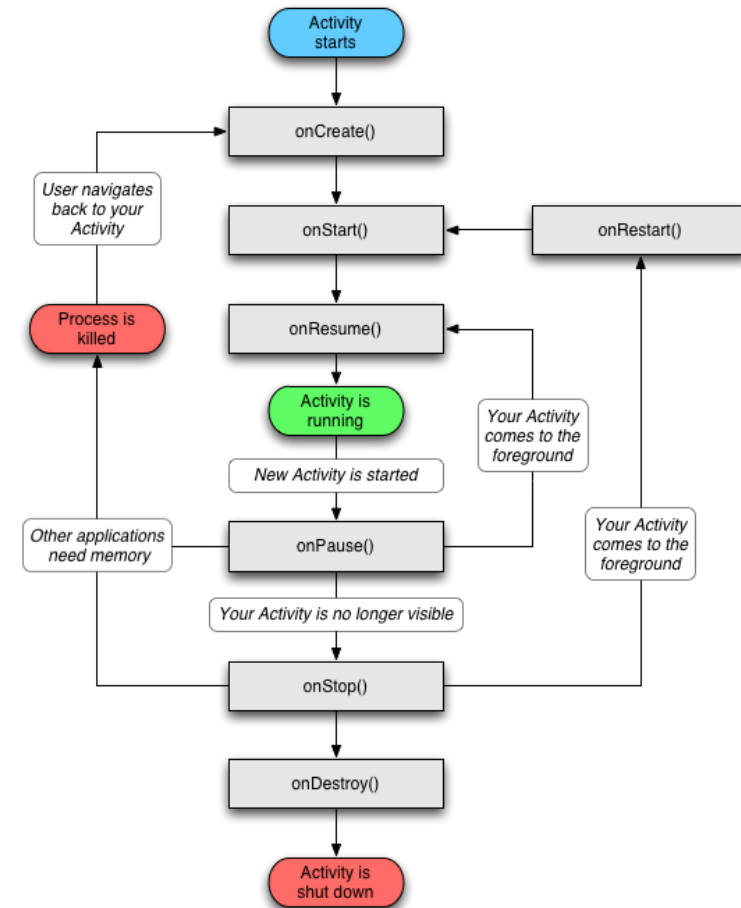 Activity
starts
onCreate()
User navigates
back to your
Activity
onStart()
onRestart()
Process is
killed
onResume()
Activity is
running
Your Activity
comes to the
foreground
New Activity is started
Other applications
need memory
onPause()
Your Activity
comes to the
foreground
Your Activity is no longer visible
onStop()
onDestroy()
Activity is
shut down